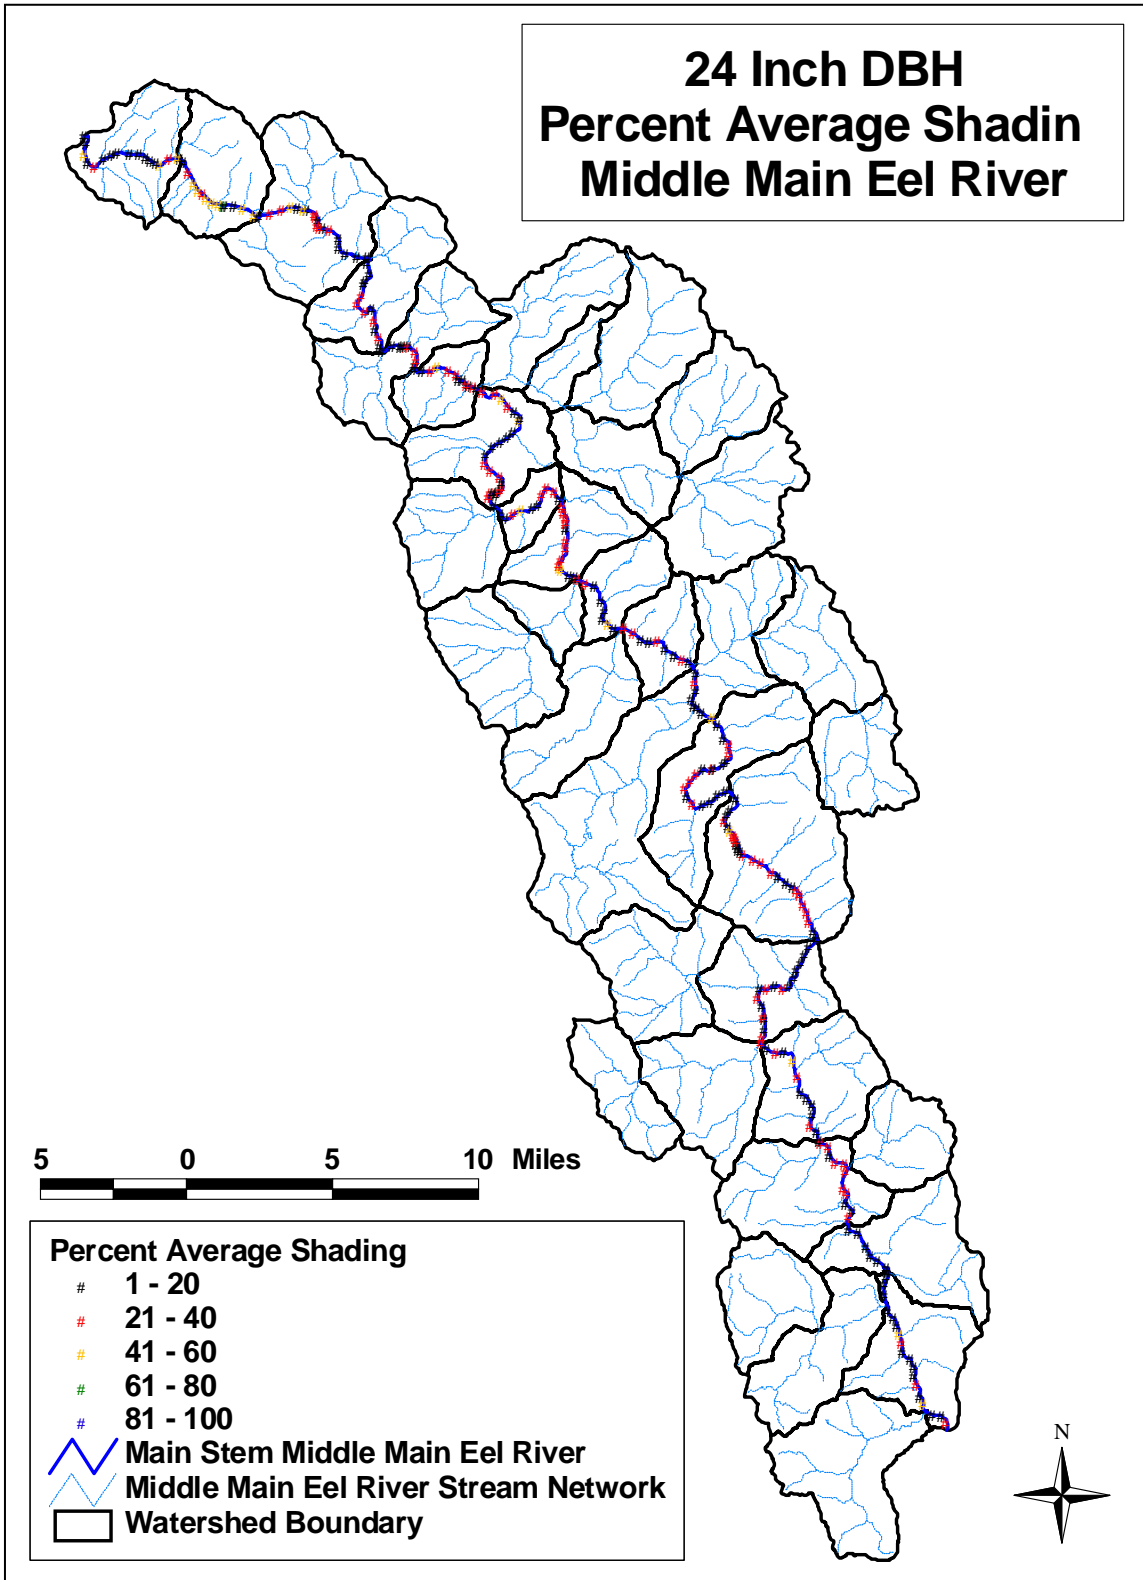 24 Inch DBH
Percent Average Shadin
Middle Main Eel River
5 0 5 10 Miles
Percent Average Shading
# 1 - 20
# 21 - 40
# 41 - 60
# 61 - 80
# 81 - 100
Main Stem Middle Main Eel River
Middle Main Eel River Stream Network
Watershed Boundary
N